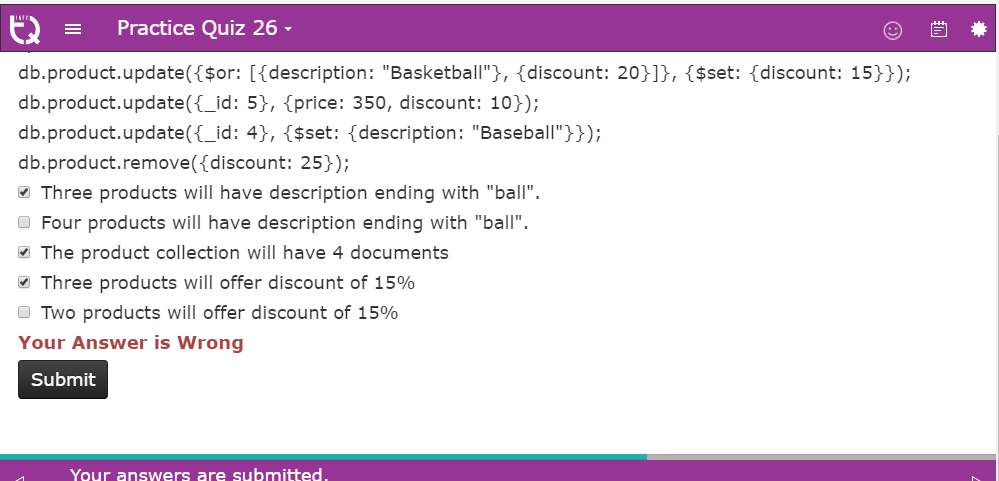 Practice Quiz 26
db.product.update({$or: [{description: "Basketball"}, {discount: 20}]}, {$set: {discount: 15}});
db.product.update({_id: 5}, {price: 350, discount: 10});
db.product.update({_id: 4}, {$set: {description: "Baseball"}});
db.product.remove({discount: 25});
Three products will have description ending with "ball".
Four products will have description ending with "ball".
The product collection will have 4 documents
Three products will offer discount of 15%
Two products will offer discount of 15%
Your Answer is Wrong
Submit
Your answers are submitted.